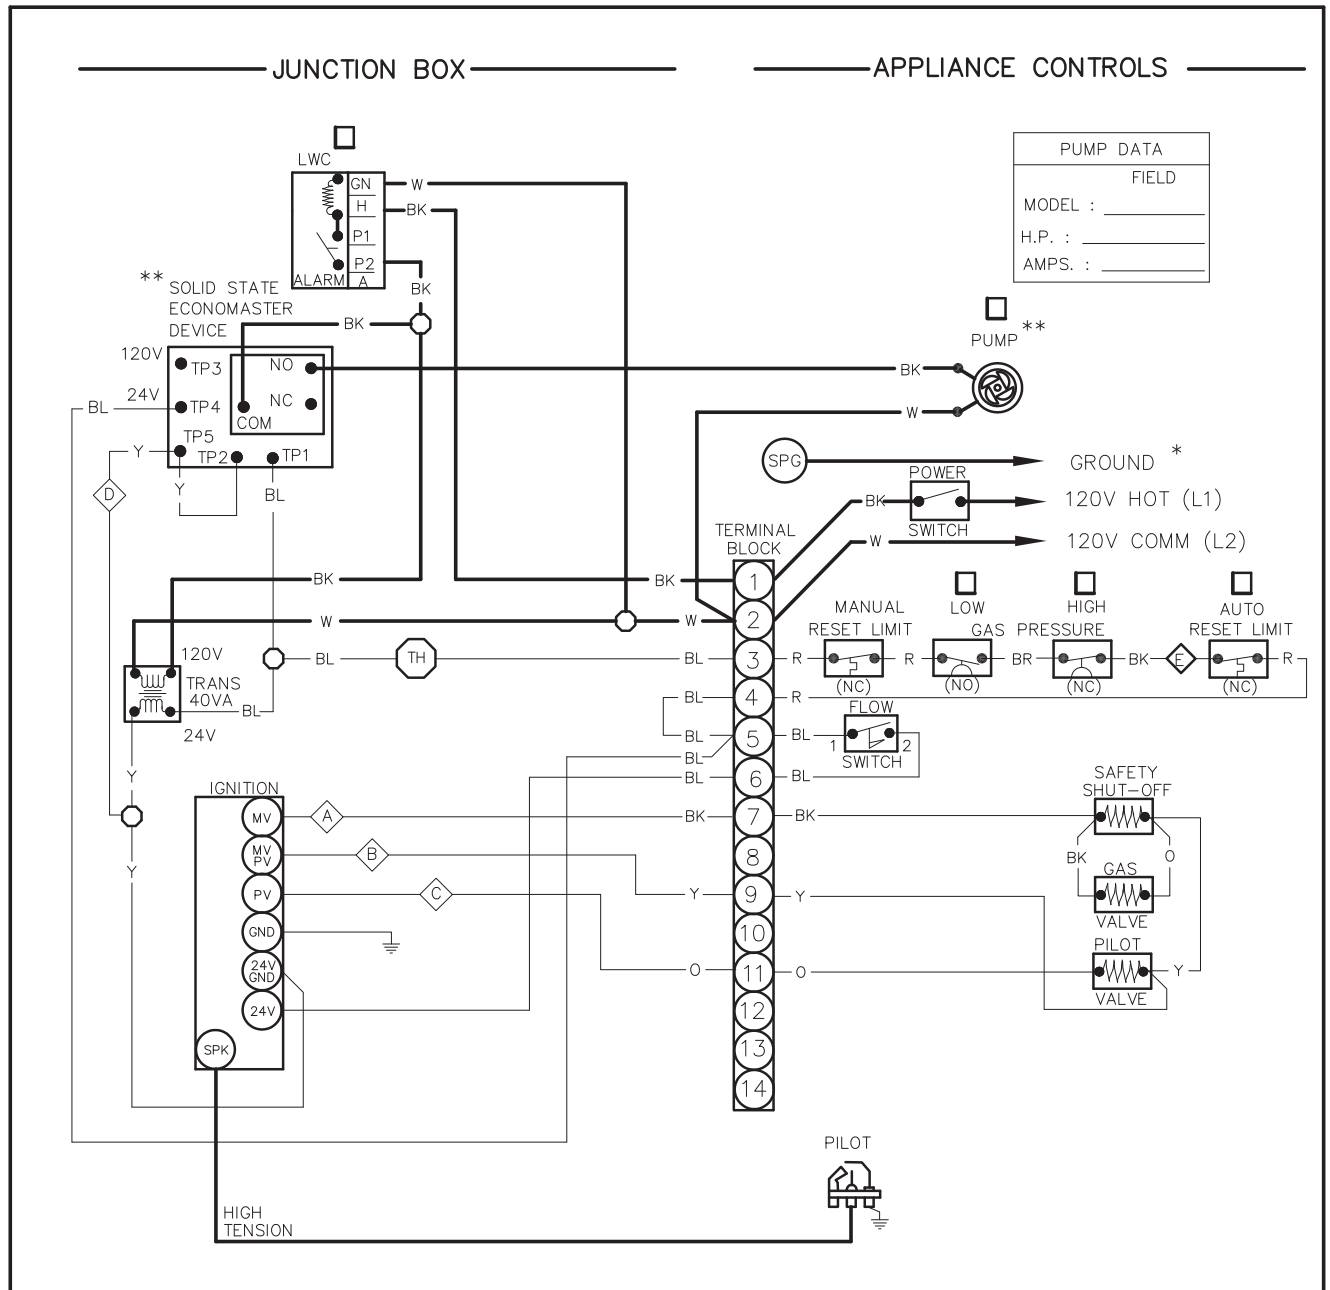 JUNCTION BOX
APPLIANCE CONTROLS
LWC
GN
W
H
BK
P1
P2
ALARM
A
BK
PUMP DATA
FIELD
MODEL :
H.P. :
AMPS. :
**
SOLID STATE
ECONOMASTER
DEVICE
BK
120V
TP3
NO
24V
TP4
NC
BL
COM
TP5
Y
TP2
TP1
D
Y
BL
PUMP **
BK
W
SPG
GROUND *
POWER
BK
120V HOT (L1)
SWITCH
W
120V COMM (L2)
TERMINAL
BLOCK
BK
BK
1
W
W
2
BL
TH
BL
3
120V
TRANS
40VA
BL
24V
MANUAL
RESET LIMIT
LOW
HIGH
GAS PRESSURE
AUTO
RESET LIMIT
R
R
BR
BK
E
R
(NC)
(NO)
(NC)
(NC)
BL
4
R
FLOW
BL
5
BL
1
2
SWITCH
BL
BL
6
BL
Y
IGNITION
MV
A
BK
7
BK
SAFETY
SHUT-OFF
MV
PV
B
8
BK
O
Y
PV
C
Y
9
Y
GAS
VALVE
GND
10
PILOT
24V
GND
O
11
O
Y
VALVE
24V
12
SPK
13
14
PILOT
HIGH
TENSION